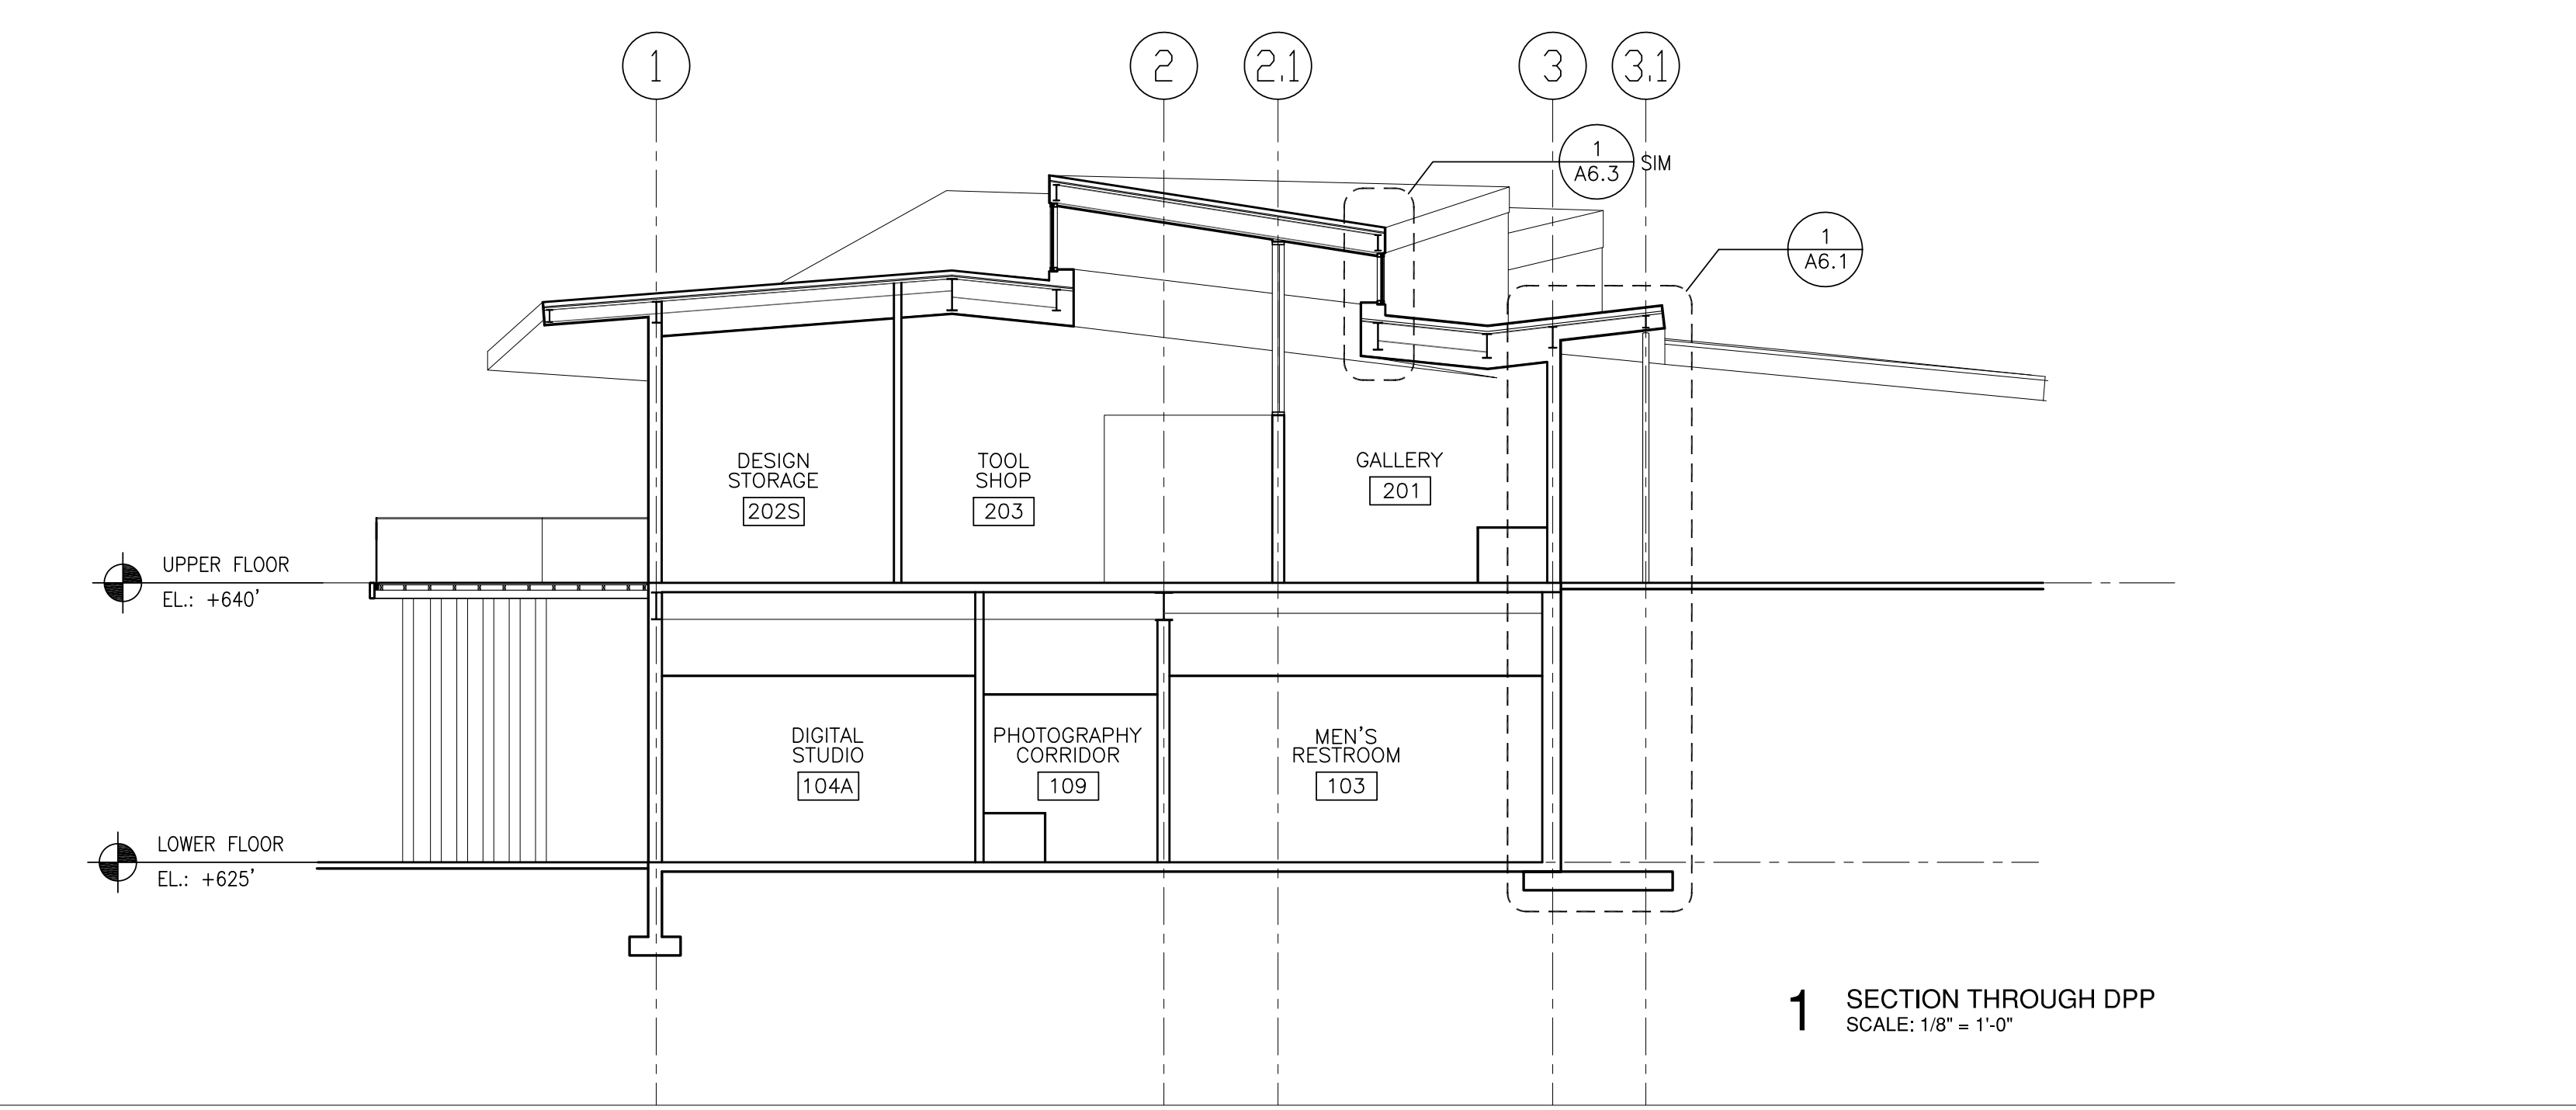 1
2
2.1
3
3.1
1
A6.3
SIM
1
A6.1
DESIGN
STORAGE
202S
TOOL
SHOP
203
GALLERY
201
UPPER FLOOR
EL.: +640'
DIGITAL
STUDIO
104A
PHOTOGRAPHY
CORRIDOR
109
MEN'S
RESTROOM
103
LOWER FLOOR
EL.: +625'
1
SECTION THROUGH DPP
SCALE: 1/8" = 1'-0"